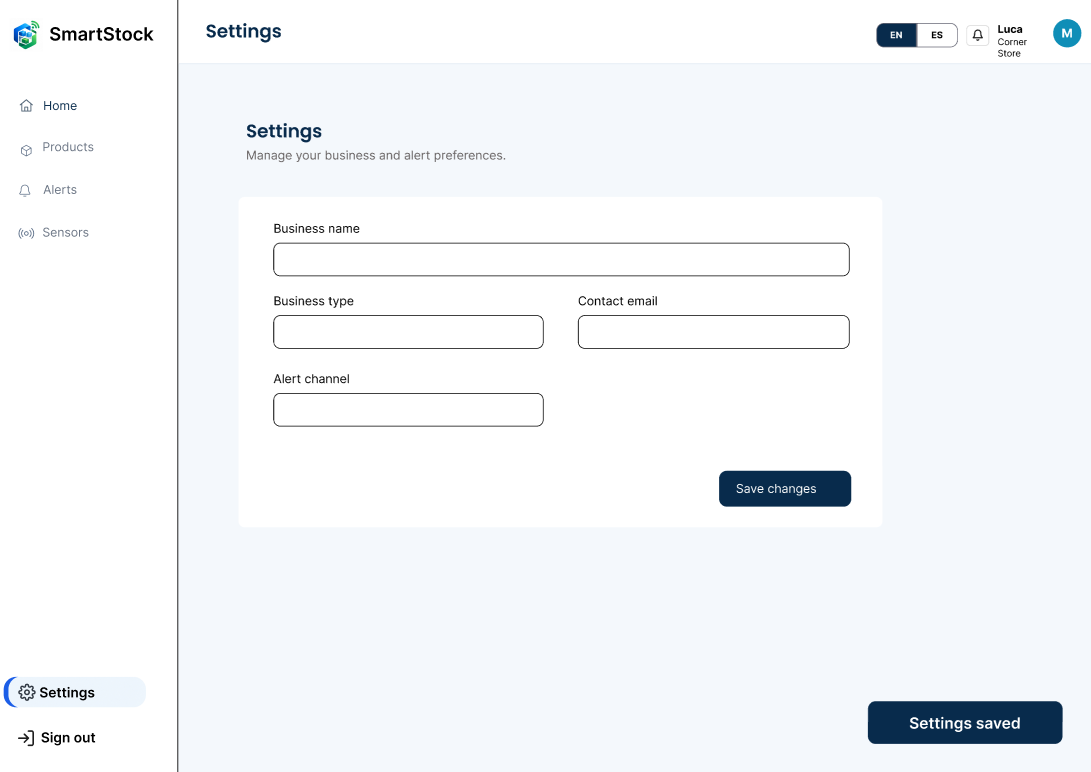 SmartStock
Settings
EN
ES
Luca
Corner
Store
M
Home
Products
Alerts
Sensors
Settings
Manage your business and alert preferences.
Business name
Business type
Contact email
Alert channel
Save changes
Settings
Sign out
Settings saved